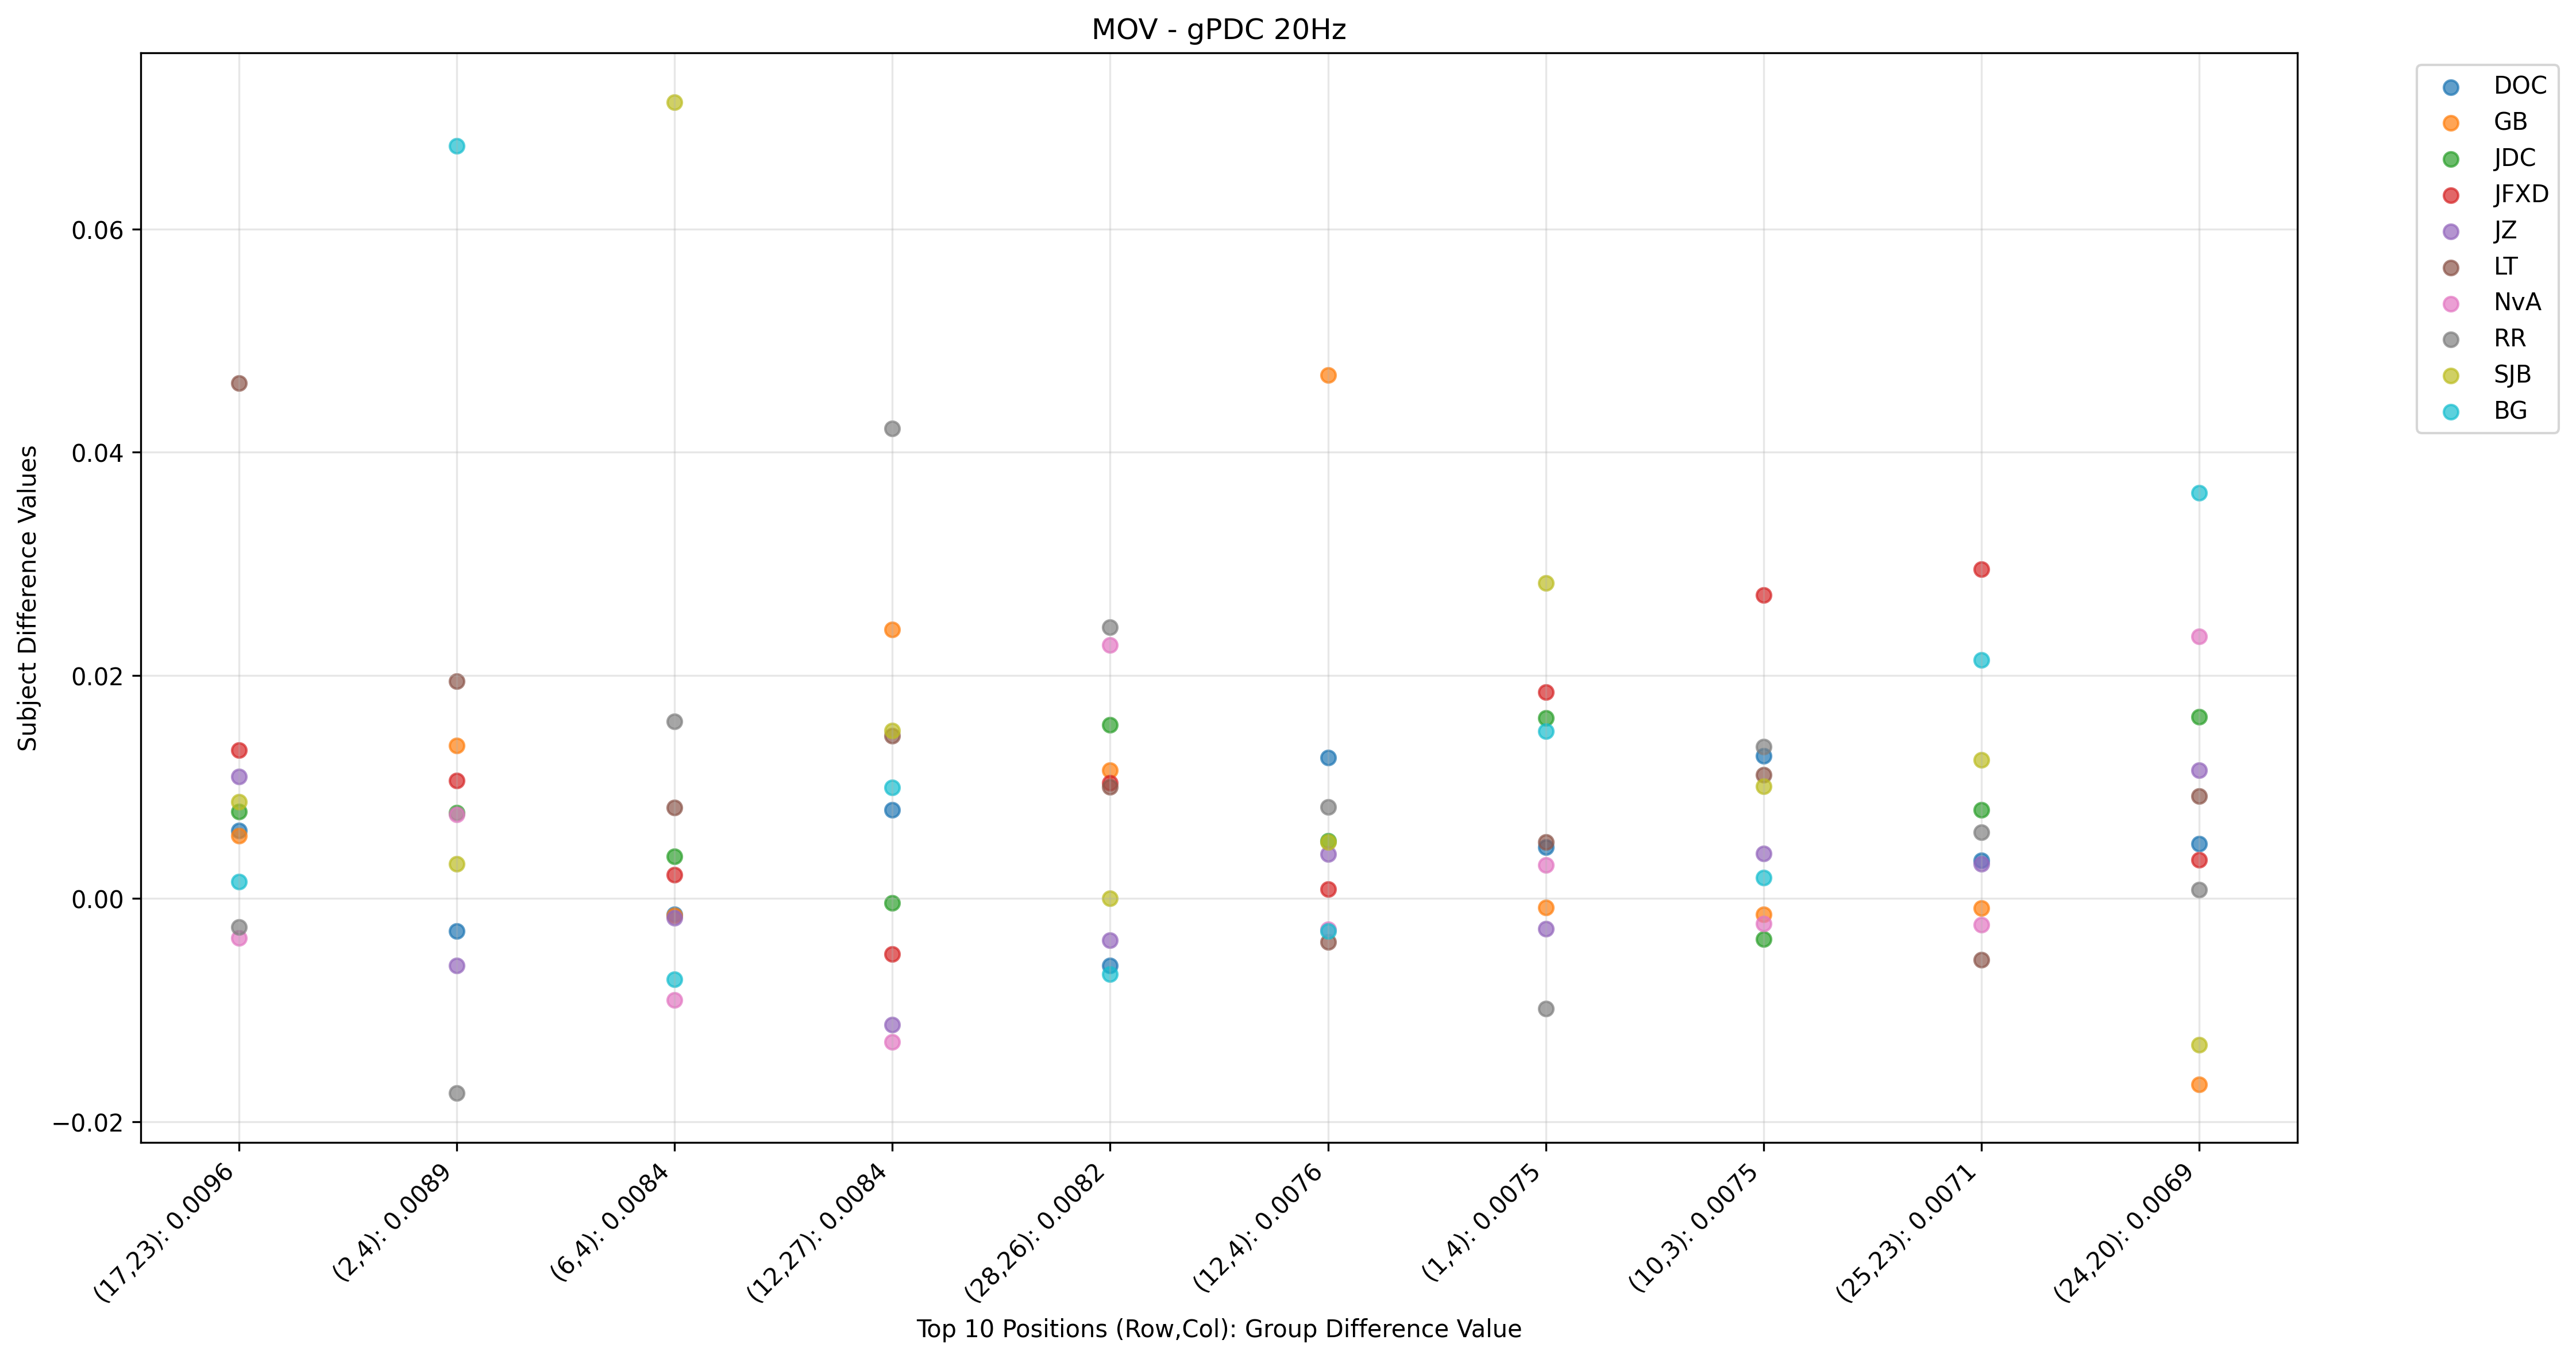 MOV - gPDC 20Hz
Subject Difference Values
0.06
0.04
0.02
0.00
−0.02
(17,23): 0.0096
(2,4): 0.0089
(6,4): 0.0084
(12,27): 0.0084
(28,26): 0.0082
(12,4): 0.0076
(1,4): 0.0075
(10,3): 0.0075
(25,23): 0.0071
(24,20): 0.0069
Top 10 Positions (Row,Col): Group Difference Value
DOC
GB
JDC
JFXD
JZ
LT
NvA
RR
SJB
BG